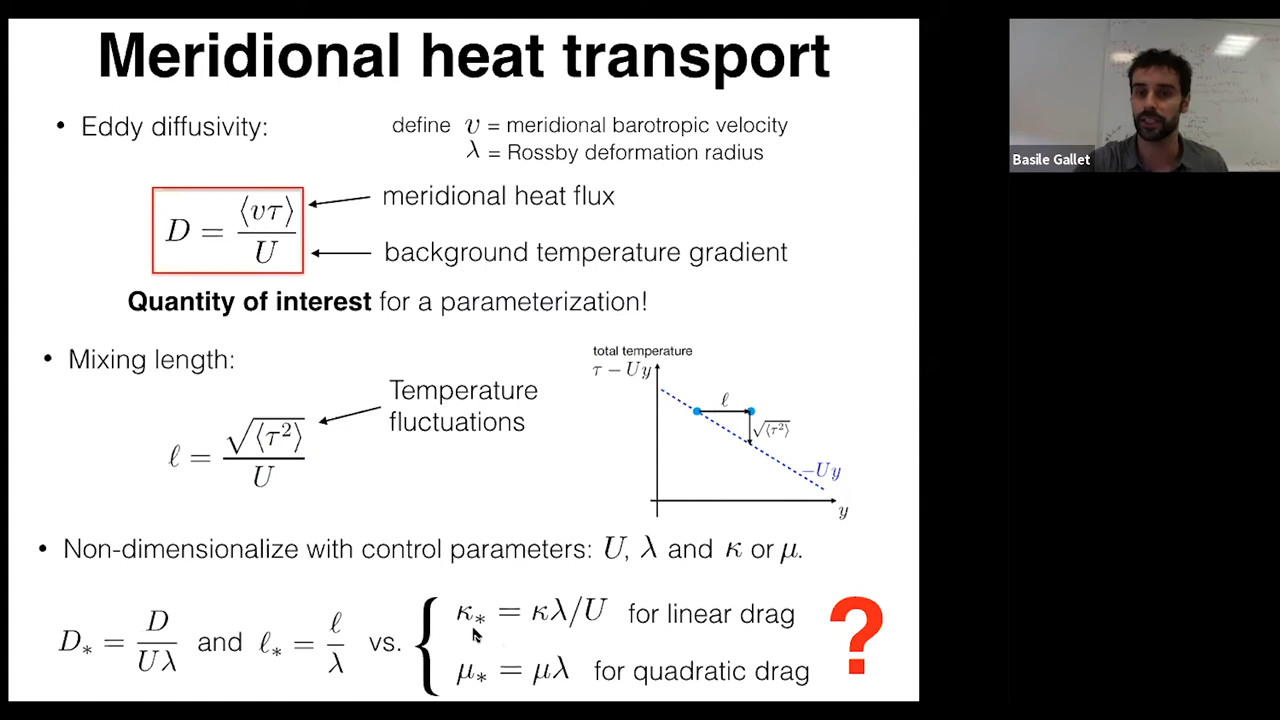 Meridional heat transport
• Eddy diffusivity:
define v = meridional barotropic velocity
λ = Rossby deformation radius
D = ⟨vτ⟩ / U
meridional heat flux
background temperature gradient
Quantity of interest for a parameterization!
• Mixing length:
ℓ = √⟨τ²⟩ / U
Temperature
fluctuations
total temperature
τ − Uy
ℓ
√⟨τ²⟩
−Uy
y
• Non-dimensionalize with control parameters: U, λ and κ or μ.
D∗ = D / Uλ and ℓ∗ = ℓ / λ vs.
κ∗ = κλ/U for linear drag
μ∗ = μλ for quadratic drag
?
Basile Gallet